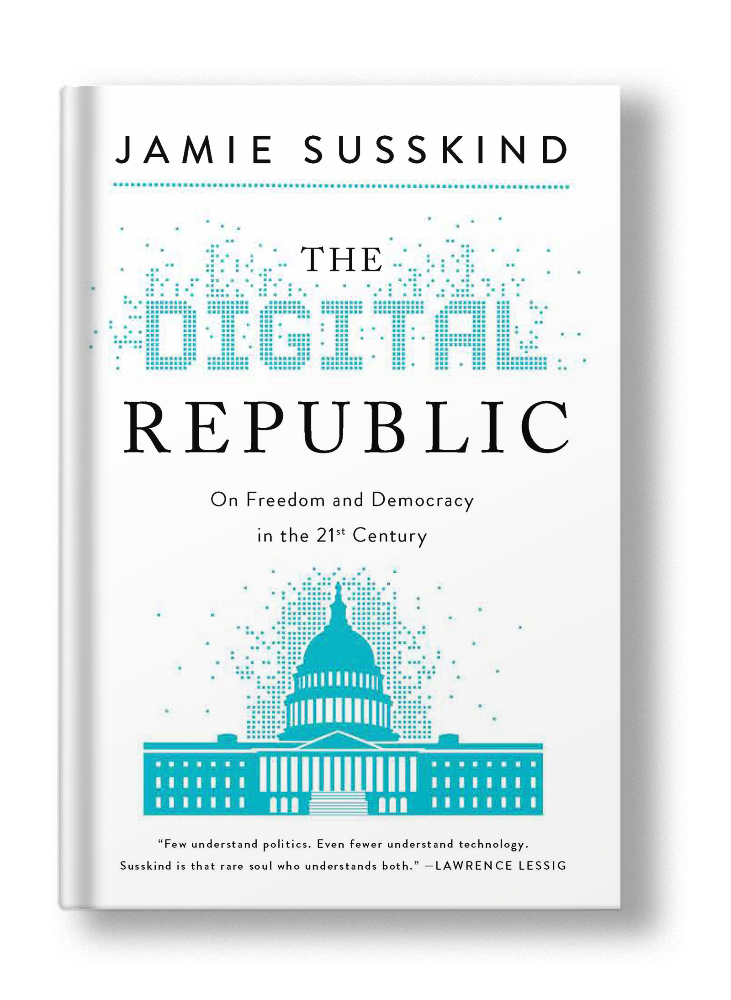 JAMIE SUSSKIND
THE
DIGITAL
REPUBLIC
On Freedom and Democracy
in the 21st Century
“Few understand politics. Even fewer understand technology.
Susskind is that rare soul who understands both.” —LAWRENCE LESSIG